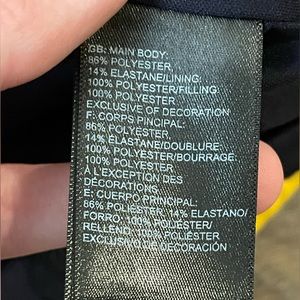 GB: MAIN BODY:
86% POLYESTER
14% ELASTANE/LINING:
100% POLYESTER/FILLING:
100% POLYESTER
EXCLUSIVE OF DECORATION
F: CORPS PINCIPAL:
86% POLYESTER
14% ELASTANE/DOUBLURE:
100% POLYESTER/BOURRAGE:
100% POLYESTER
À L'EXCEPTION DES
DÉCORATIONS
E: CUERPO PRINCIPAL:
86% POLYESTER, 14% ELASTANO/
FORRO: 100% POLIÉSTER/
RELLENO: 100% POLIÉSTER
EXCLUSIVO DE DECORACIÓN